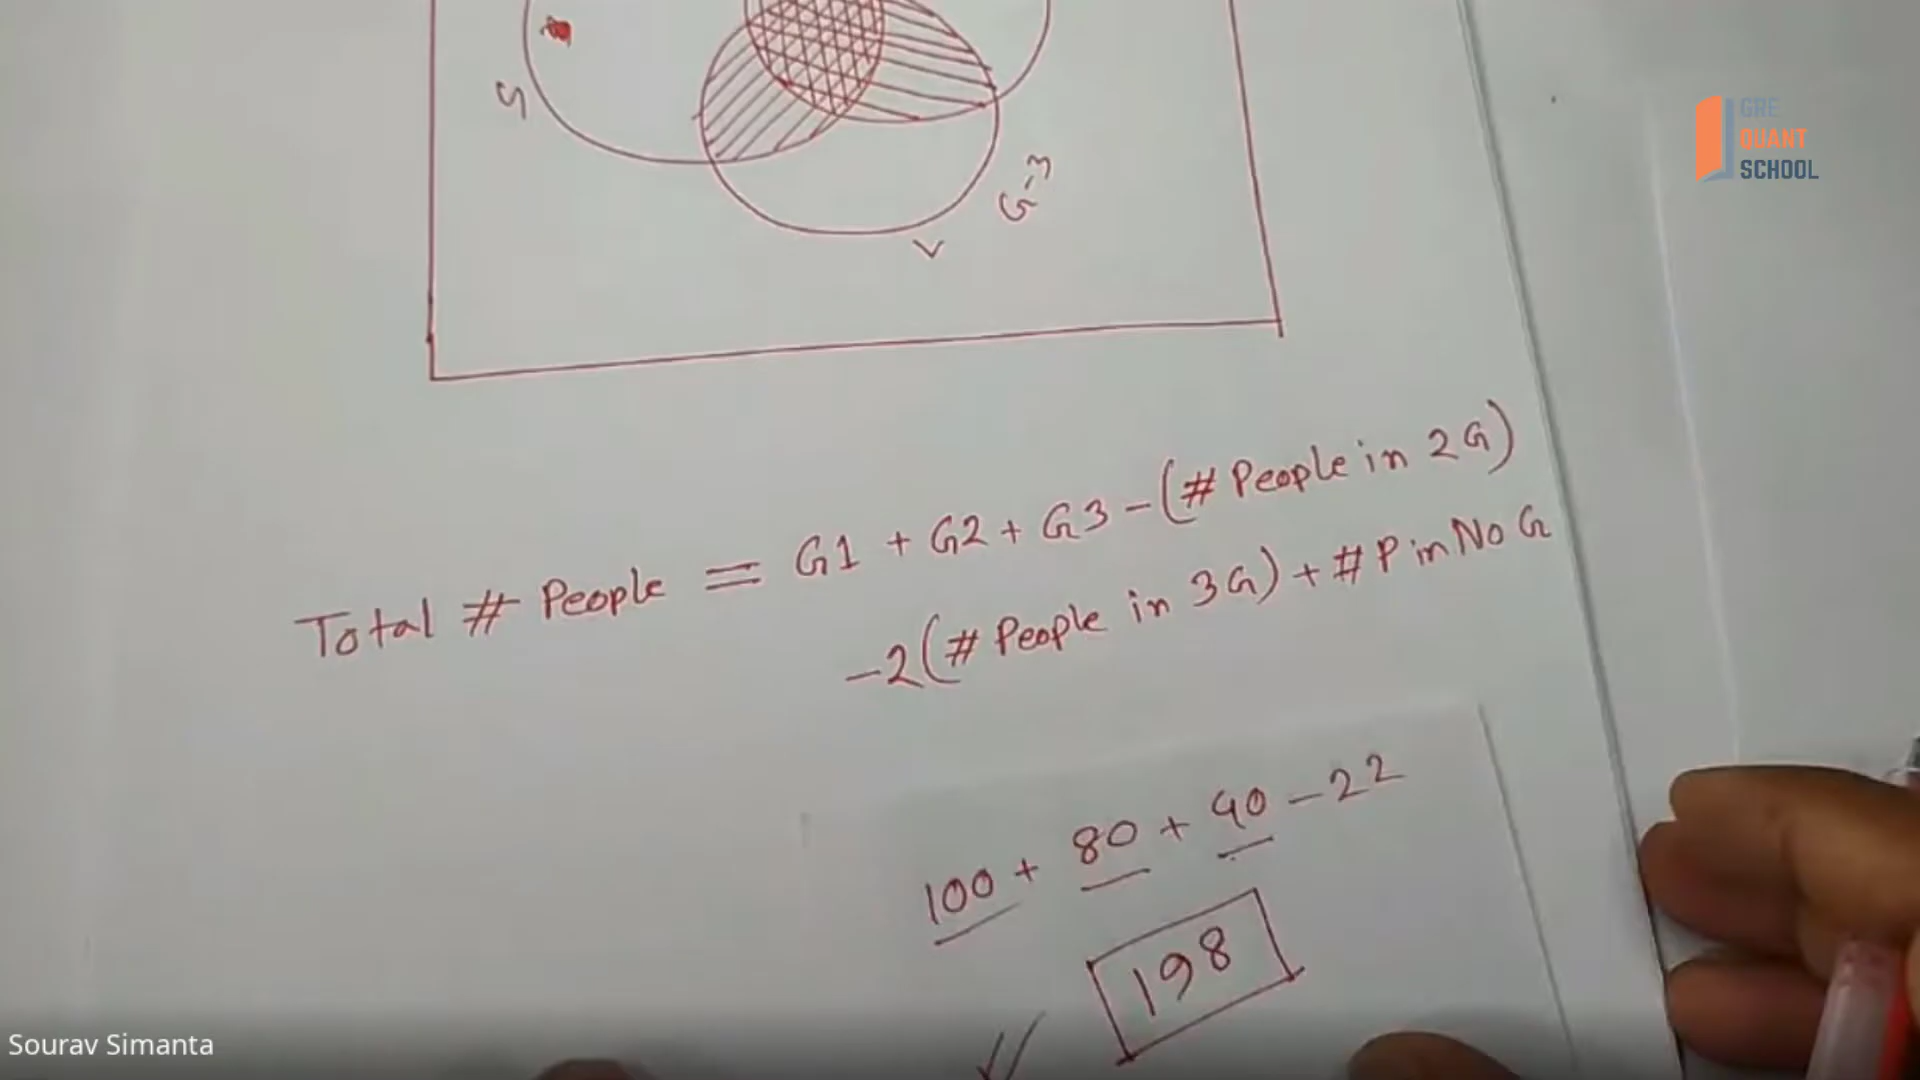 GRE
QUANT
SCHOOL
G
G-3
V
Total # People = G1 + G2 + G3 - (# People in 2G)
-2(# People in 3G) + # P in No G
100 + 80 + 40 - 22
198
Sourav Simanta